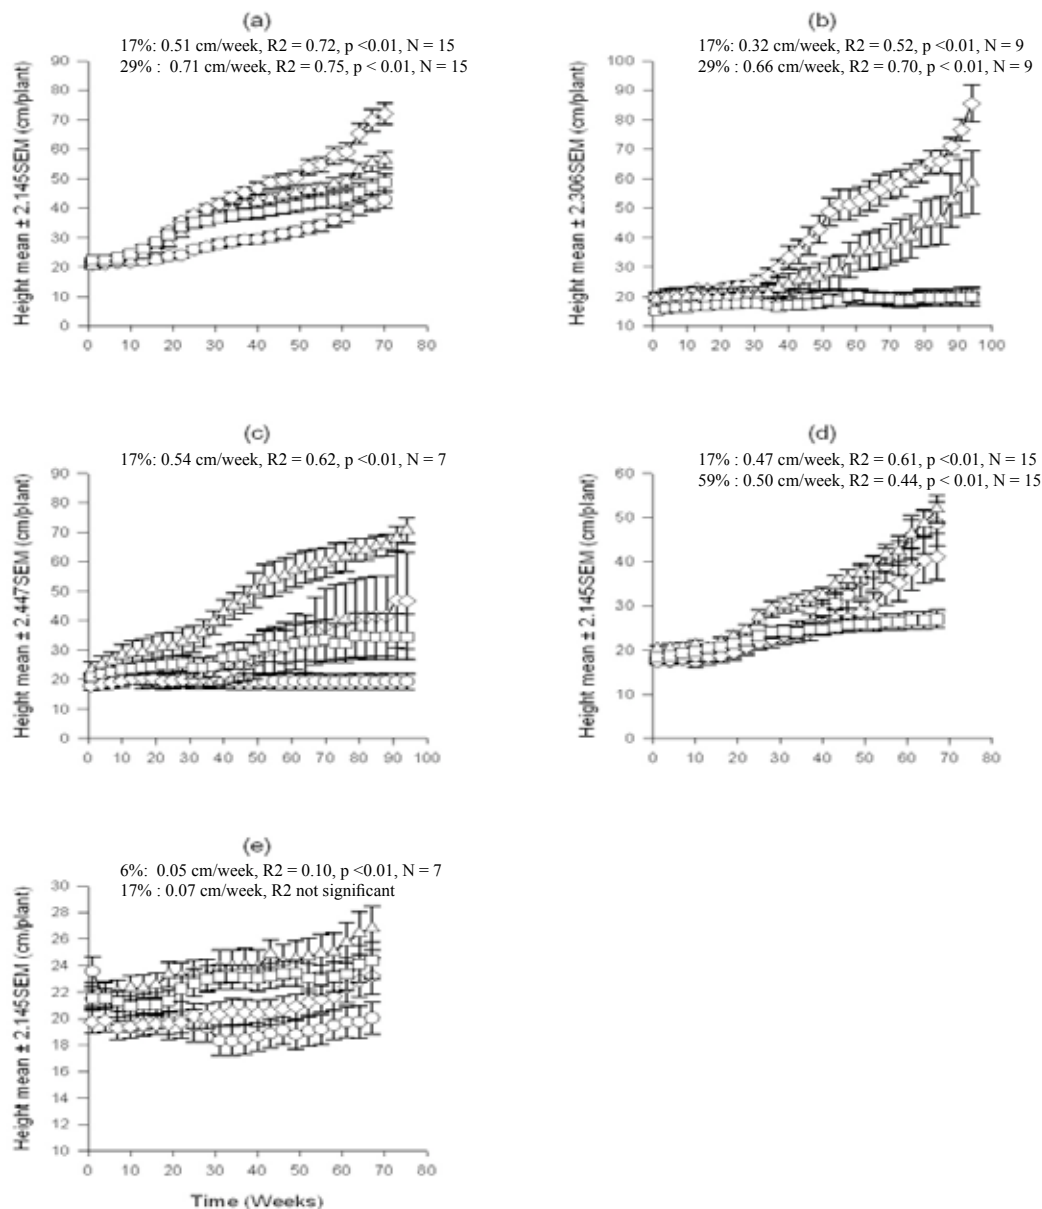 (a)
17%: 0.51 cm/week, R2 = 0.72, p <0.01, N = 15
29% : 0.71 cm/week, R2 = 0.75, p < 0.01, N = 15
Height mean ± 2.145SEM (cm/plant)
90
80
70
60
50
40
30
20
10
0
0 10 20 30 40 50 60 70 80
(b)
17%: 0.32 cm/week, R2 = 0.52, p <0.01, N = 9
29% : 0.66 cm/week, R2 = 0.70, p < 0.01, N = 9
Height mean ± 2.306SEM (cm/plant)
100
90
80
70
60
50
40
30
20
10
0 10 20 30 40 50 60 70 80 90 100
(c)
17%: 0.54 cm/week, R2 = 0.62, p <0.01, N = 7
Height mean ± 2.447SEM (cm/plant)
90
80
70
60
50
40
30
20
10
0
0 10 20 30 40 50 60 70 80 90 100
(d)
17% : 0.47 cm/week, R2 = 0.61, p <0.01, N = 15
59% : 0.50 cm/week, R2 = 0.44, p < 0.01, N = 15
Height mean ± 2.145SEM (cm/plant)
60
50
40
30
20
10
0
0 10 20 30 40 50 60 70 80
(e)
6%: 0.05 cm/week, R2 = 0.10, p <0.01, N = 7
17% : 0.07 cm/week, R2 not significant
Height mean ± 2.145SEM (cm/plant)
30
28
26
24
22
20
18
16
14
12
10
0 10 20 30 40 50 60 70 80
Time (Weeks)